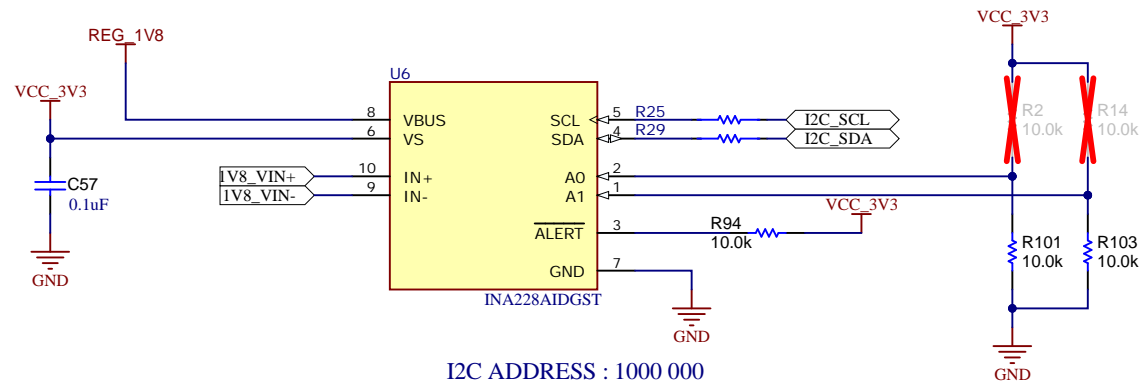 VCC_3V3
REG_1V8
U6
VCC_3V3
8 VBUS
6 VS
SCL 5 R25 I2C_SCL
SDA 4 R29 I2C_SDA
R2
10.0k
R14
10.0k
1V8_VIN+ 10 IN+
1V8_VIN- 9 IN-
A0 2
A1 1
C57
0.1uF
VCC_3V3
ALERT 3 R94
10.0k
R101
10.0k
R103
10.0k
GND 7
GND
INA228AIDGST
GND
GND
I2C ADDRESS : 1000 000